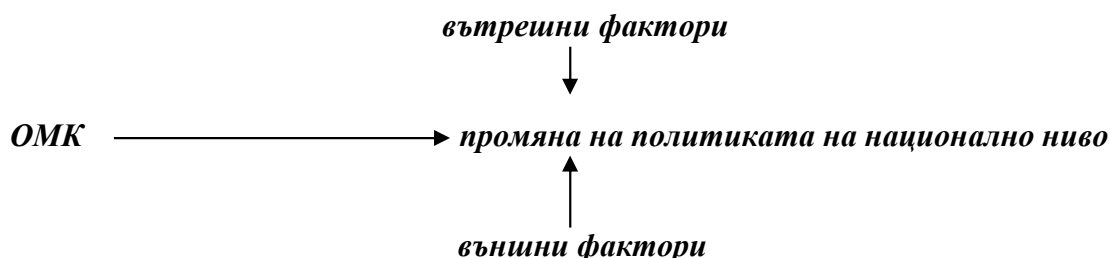 вътрешни фактори
ОМК промяна на политиката на национално ниво
външни фактори